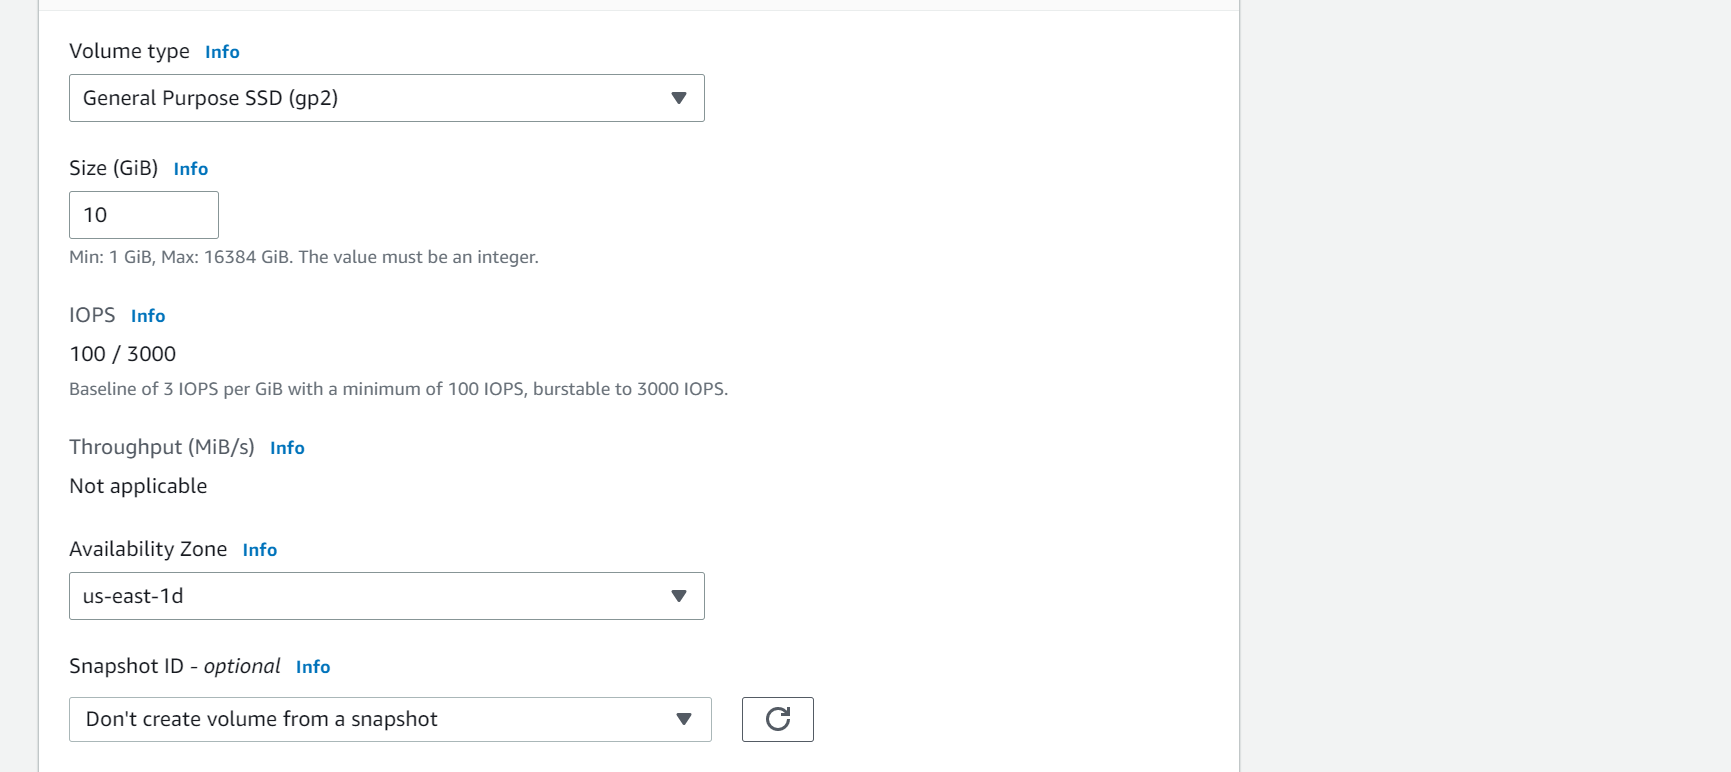 Volume type Info
General Purpose SSD (gp2)
Size (GiB) Info
10
Min: 1 GiB, Max: 16384 GiB. The value must be an integer.
IOPS Info
100 / 3000
Baseline of 3 IOPS per GiB with a minimum of 100 IOPS, burstable to 3000 IOPS.
Throughput (MiB/s) Info
Not applicable
Availability Zone Info
us-east-1d
Snapshot ID - optional Info
Don't create volume from a snapshot